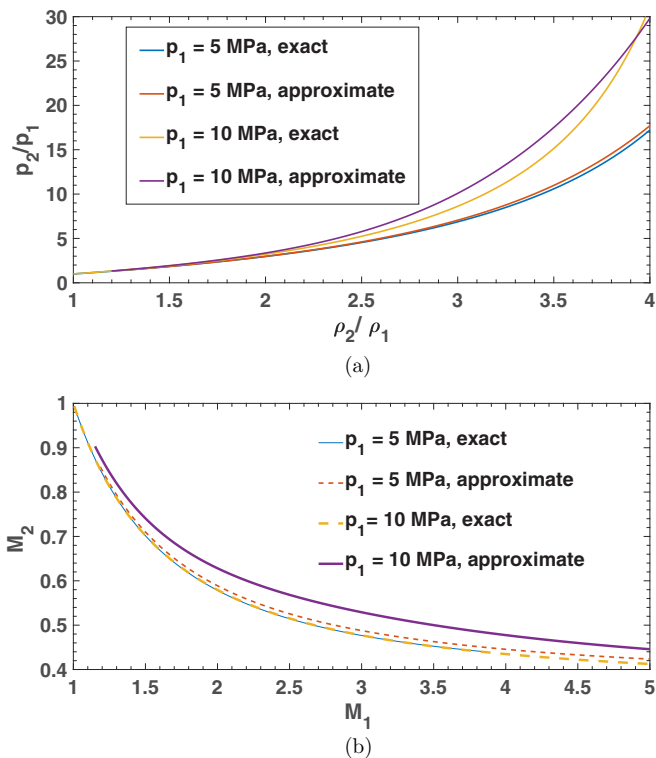 30
25
20
15
10
5
0
p2/p1
p1 = 5 MPa, exact
p1 = 5 MPa, approximate
p1 = 10 MPa, exact
p1 = 10 MPa, approximate
1 1.5 2 2.5 3 3.5 4
ρ2/ ρ1
(a)
1
0.9
0.8
0.7
0.6
0.5
0.4
M2
p1 = 5 MPa, exact
p1 = 5 MPa, approximate
p1= 10 MPa, exact
p1 = 10 MPa, approximate
1 1.5 2 2.5 3 3.5 4 4.5 5
M1
(b)